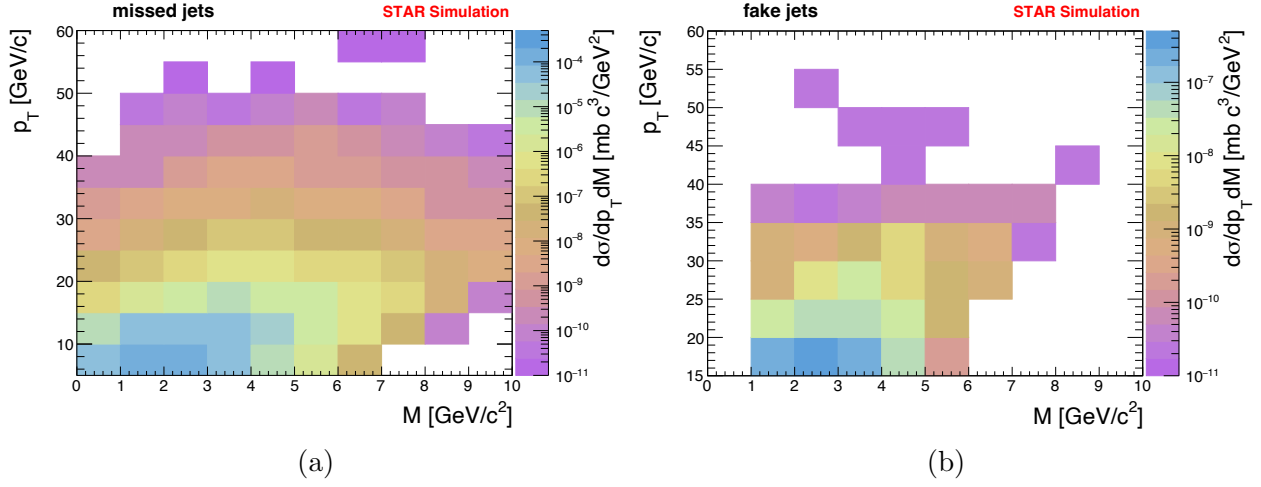 missed jets STAR Simulation
p_T [GeV/c]
60
50
40
30
20
10
0 1 2 3 4 5 6 7 8 9 10
M [GeV/c²]
10⁻⁴
10⁻⁵
10⁻⁶
10⁻⁷
10⁻⁸
10⁻⁹
10⁻¹⁰
10⁻¹¹
dσ/dp_T dM [mb c³/GeV²]
(a)
fake jets STAR Simulation
p_T [GeV/c]
60
55
50
45
40
35
30
25
20
15
0 1 2 3 4 5 6 7 8 9 10
M [GeV/c²]
10⁻⁷
10⁻⁸
10⁻⁹
10⁻¹⁰
10⁻¹¹
dσ/dp_T dM [mb c³/GeV²]
(b)